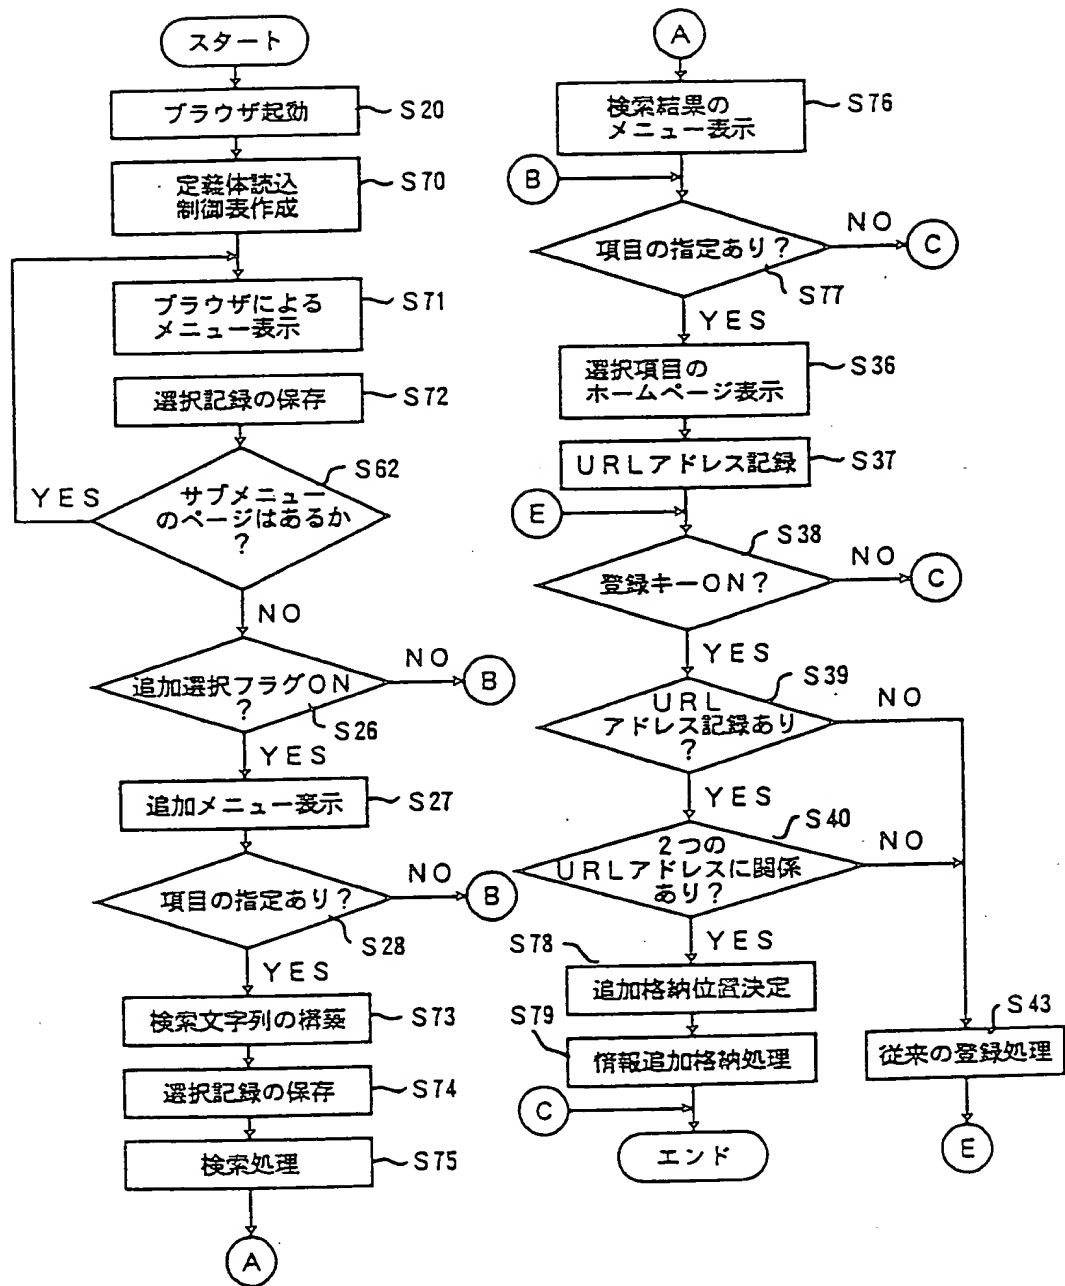 スタート
ブラウザ起効
S20
定義体読込
制御表作成
S70
ブラウザによる
メニュー表示
S71
選択記録の保存
S72
S62
YES
サブメニュー
のページはあるか
?
NO
追加選択フラグON
?
NO
B
S26
YES
追加メニュー表示
S27
項目の指定あり?
NO
B
S28
YES
検索文字列の構築
S73
選択記録の保存
S74
検索処理
S75
A
A
検索結果の
メニュー表示
S76
B
項目の指定あり?
NO
C
S77
YES
選択項目の
ホームページ表示
S36
URLアドレス記録
S37
E
S38
登録キーON?
NO
C
YES
S39
URL
アドレス記録あり
?
NO
YES
S40
2つの
URLアドレスに関係
あり?
NO
YES
S78
追加格納位置決定
S79
情報追加格納処理
S43
従来の登録処理
C
エンド
E